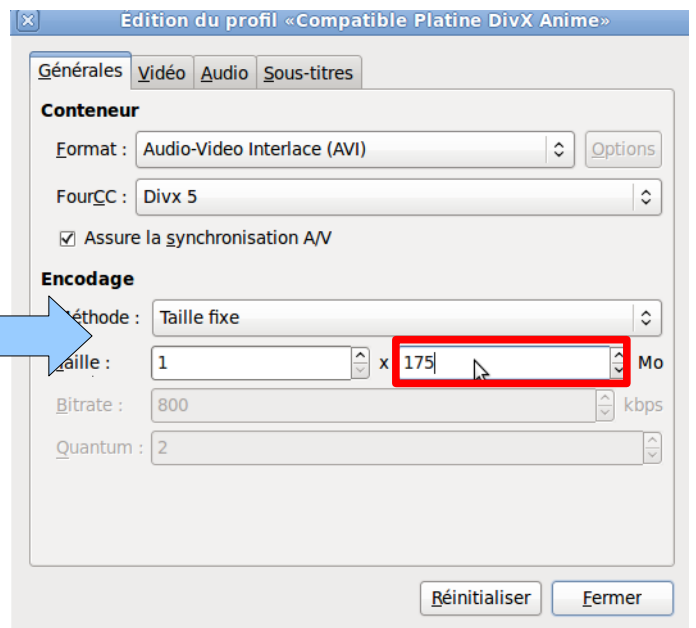 Edition du profil «Compatible Platine DivX Anime»
Générales Vidéo Audio Sous-titres
Conteneur
Format : Audio-Video Interlace (AVI) Options
FourCC : Divx 5
Assure la synchronisation A/V
Encodage
Méthode : Taille fixe
Taille : 1 x 175 Mo
Bitrate : 800 kbps
Quantum : 2
Réinitialiser Fermer